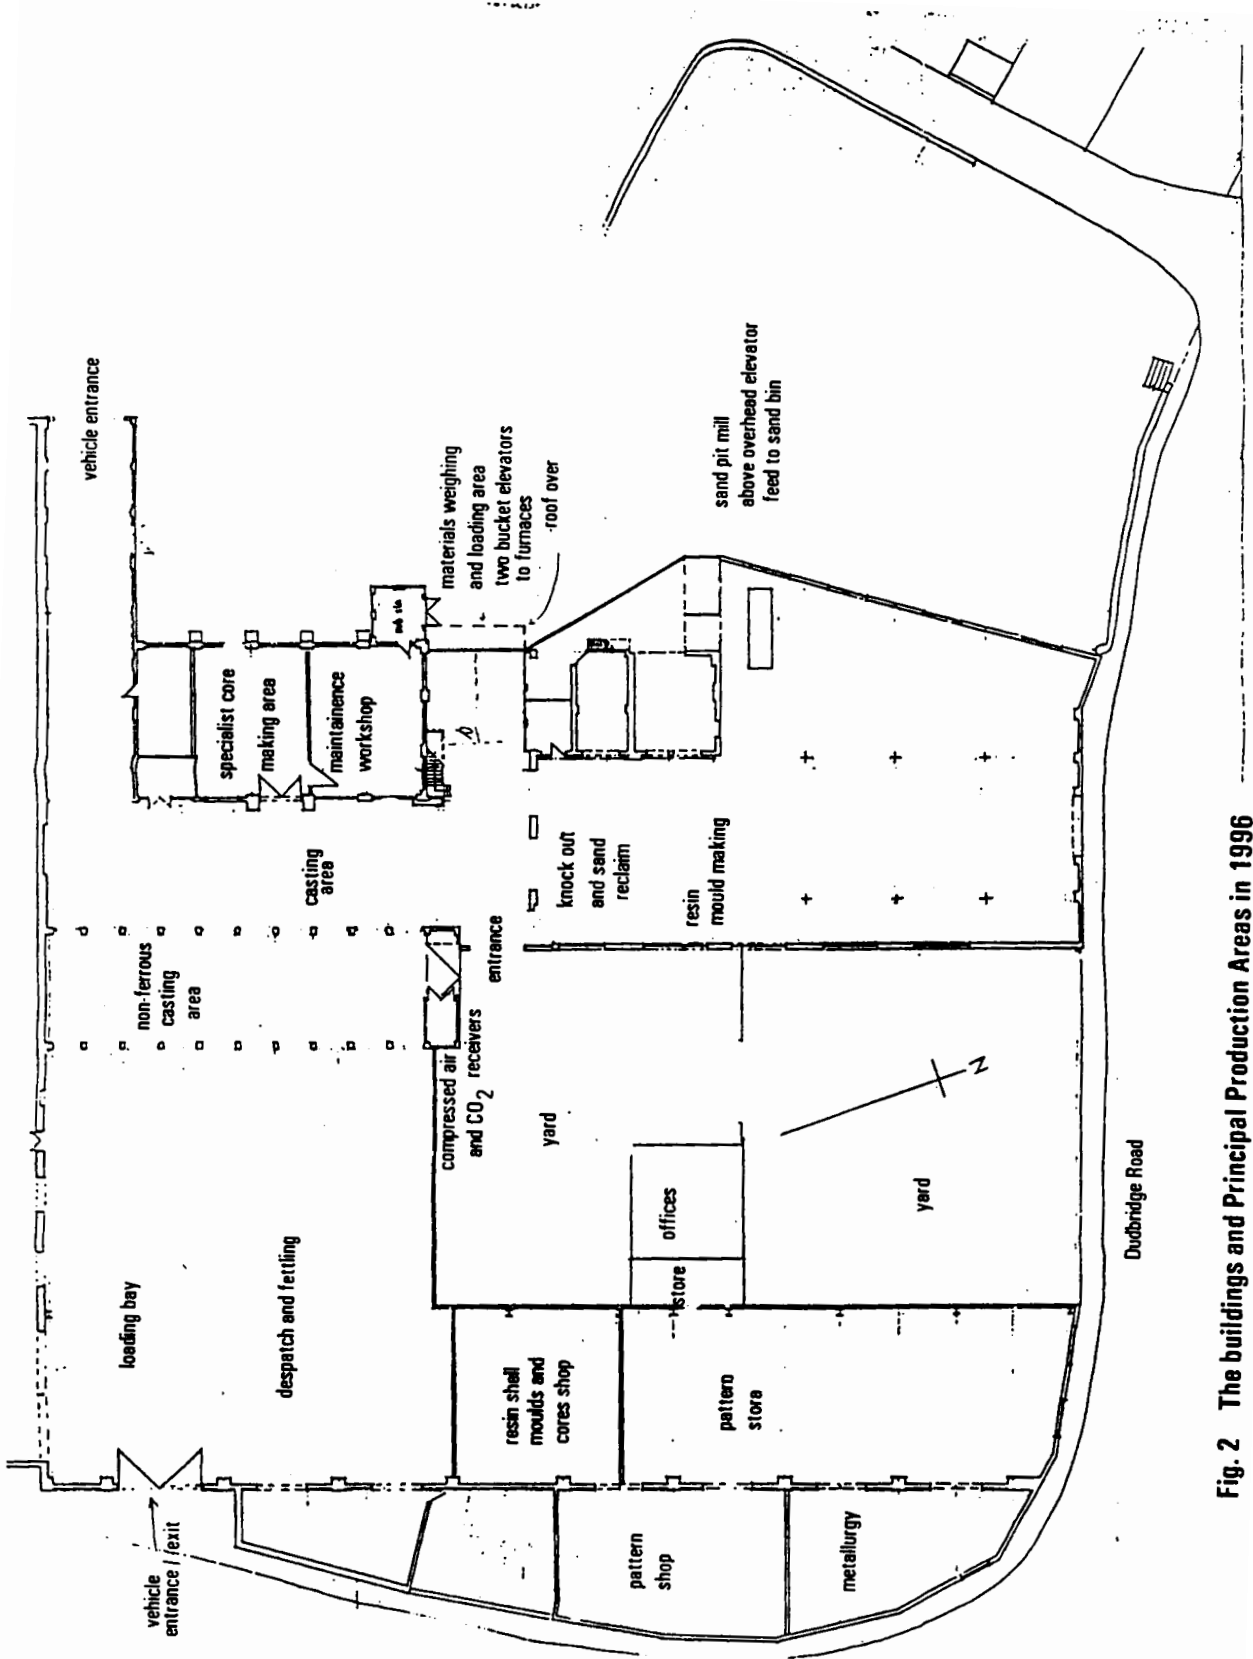 vehicle entrance
specialist core
making area
maintainence
workshop
sub sta
materials weighing
and loading area
two bucket elevators
to furnaces
roof over
sand pit mill
above overhead elevator
feed to sand bin
casting
area
non-ferrous
casting
area
knock out
and sand
reclaim
resin
mould making
entrance
compressed air
and CO2 receivers
yard
offices
store
yard
N
loading bay
despatch and fettling
resin shell
moulds and
cores shop
pattern
stora
vehicle
entrance / exit
pattern
shop
metallurgy
Dudbridge Road
Fig. 2 The buildings and Principal Production Areas in 1996